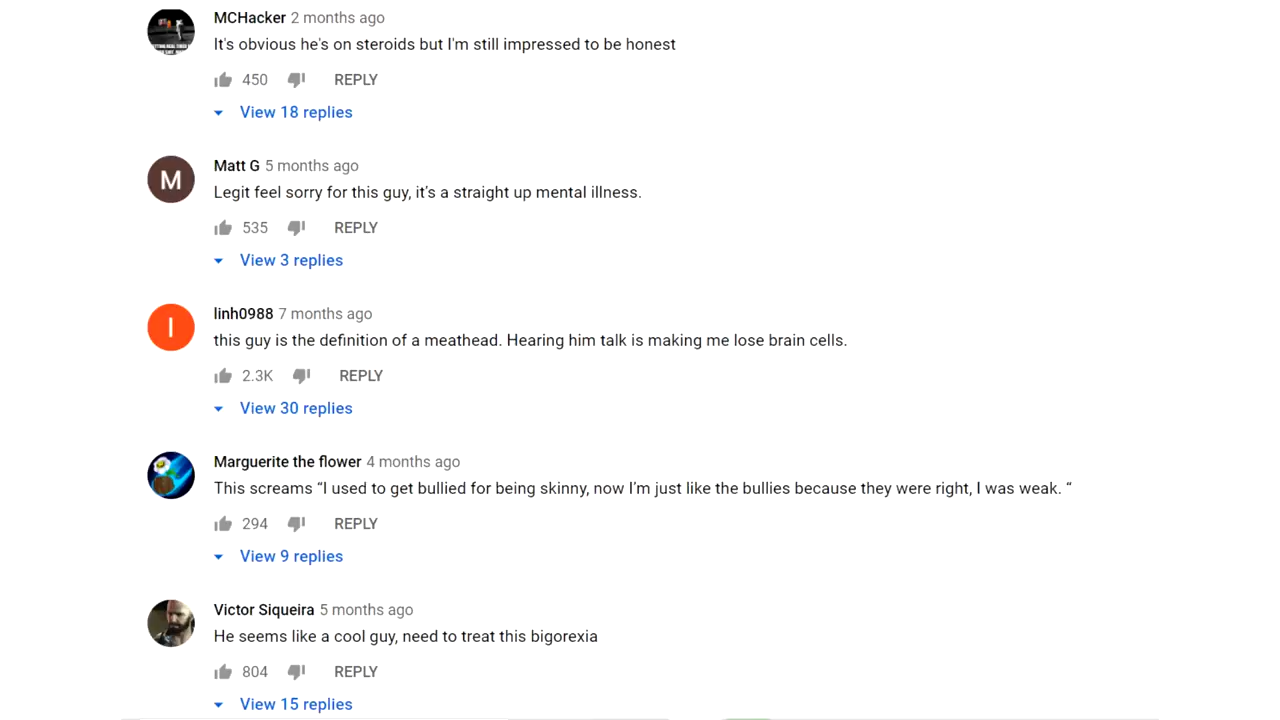 MCHacker 2 months ago
It's obvious he's on steroids but I'm still impressed to be honest
450 REPLY
View 18 replies
M
Matt G 5 months ago
Legit feel sorry for this guy, it's a straight up mental illness.
535 REPLY
View 3 replies
l
linh0988 7 months ago
this guy is the definition of a meathead. Hearing him talk is making me lose brain cells.
2.3K REPLY
View 30 replies
Marguerite the flower 4 months ago
This screams “I used to get bullied for being skinny, now I’m just like the bullies because they were right, I was weak. “
294 REPLY
View 9 replies
Victor Siqueira 5 months ago
He seems like a cool guy, need to treat this bigorexia
804 REPLY
View 15 replies